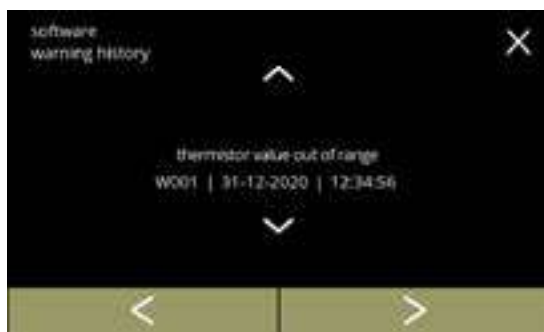 software
warning history
thermistor value out of range
W001 | 31-12-2020 | 12:34:56